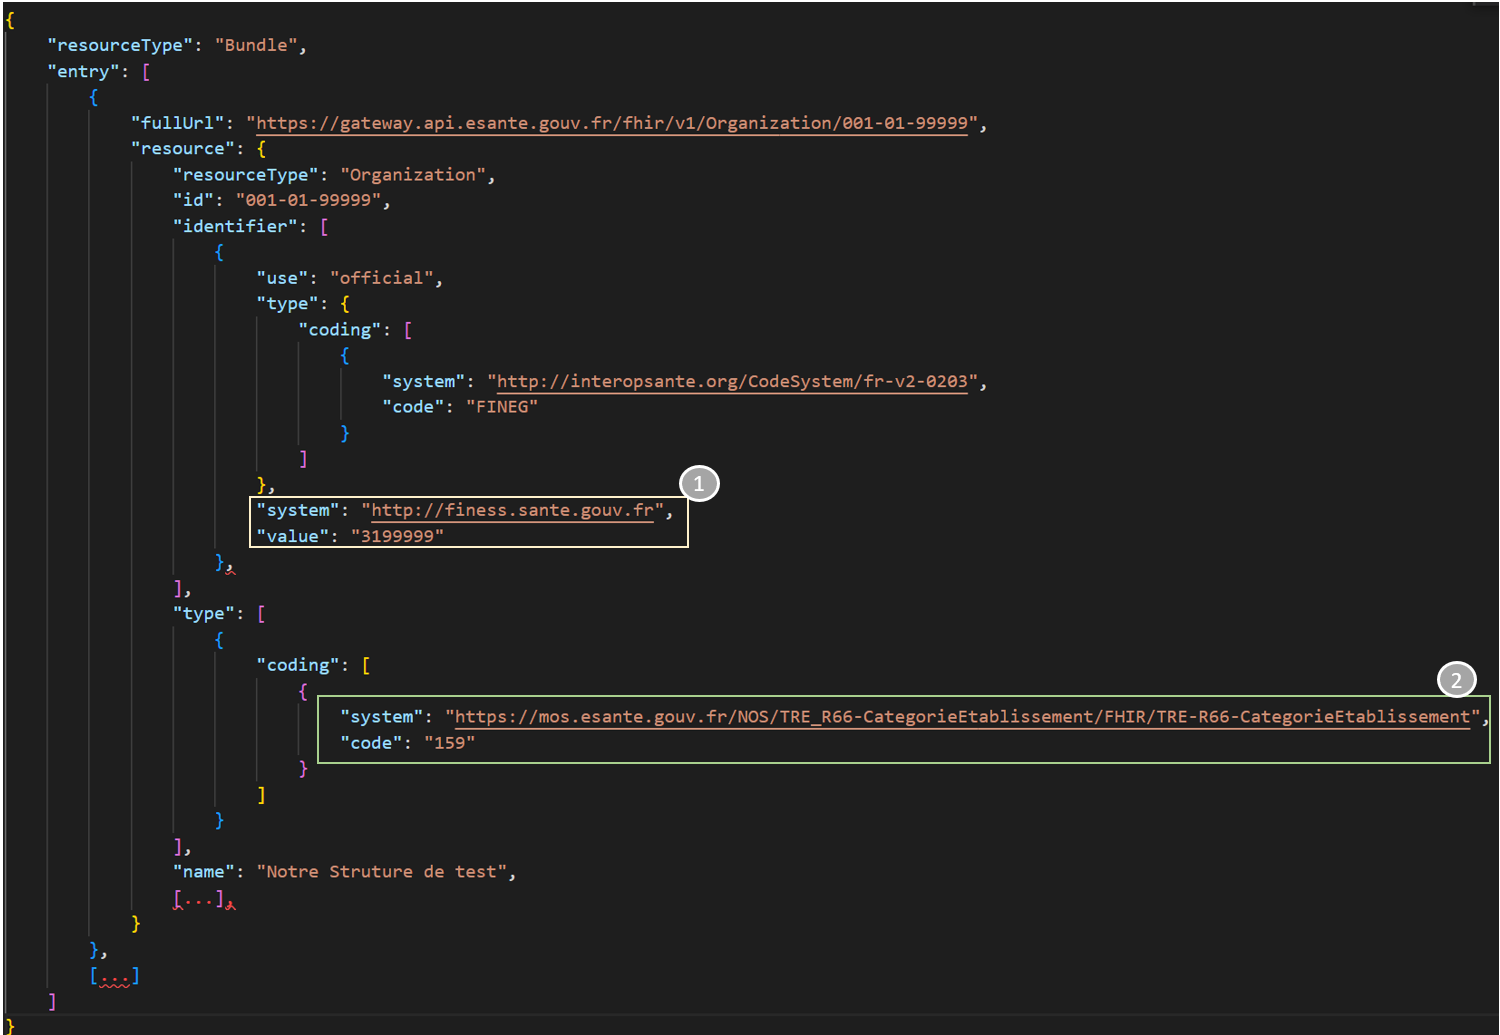 {
"resourceType": "Bundle",
"entry": [
{
"fullUrl": "https://gateway.api.esante.gouv.fr/fhir/v1/Organization/001-01-99999",
"resource": {
"resourceType": "Organization",
"id": "001-01-99999",
"identifier": [
{
"use": "official",
"type": {
"coding": [
{
"system": "http://interopsante.org/CodeSystem/fr-v2-0203",
"code": "FINEG"
}
]
},
1
"system": "http://finess.sante.gouv.fr",
"value": "3199999"
},
],
"type": [
{
"coding": [
{
2
"system": "https://mos.esante.gouv.fr/NOS/TRE_R66-CategorieEtablissement/FHIR/TRE-R66-CategorieEtablissement",
"code": "159"
}
]
}
],
"name": "Notre Struture de test",
[...],
}
},
[...]
]
}